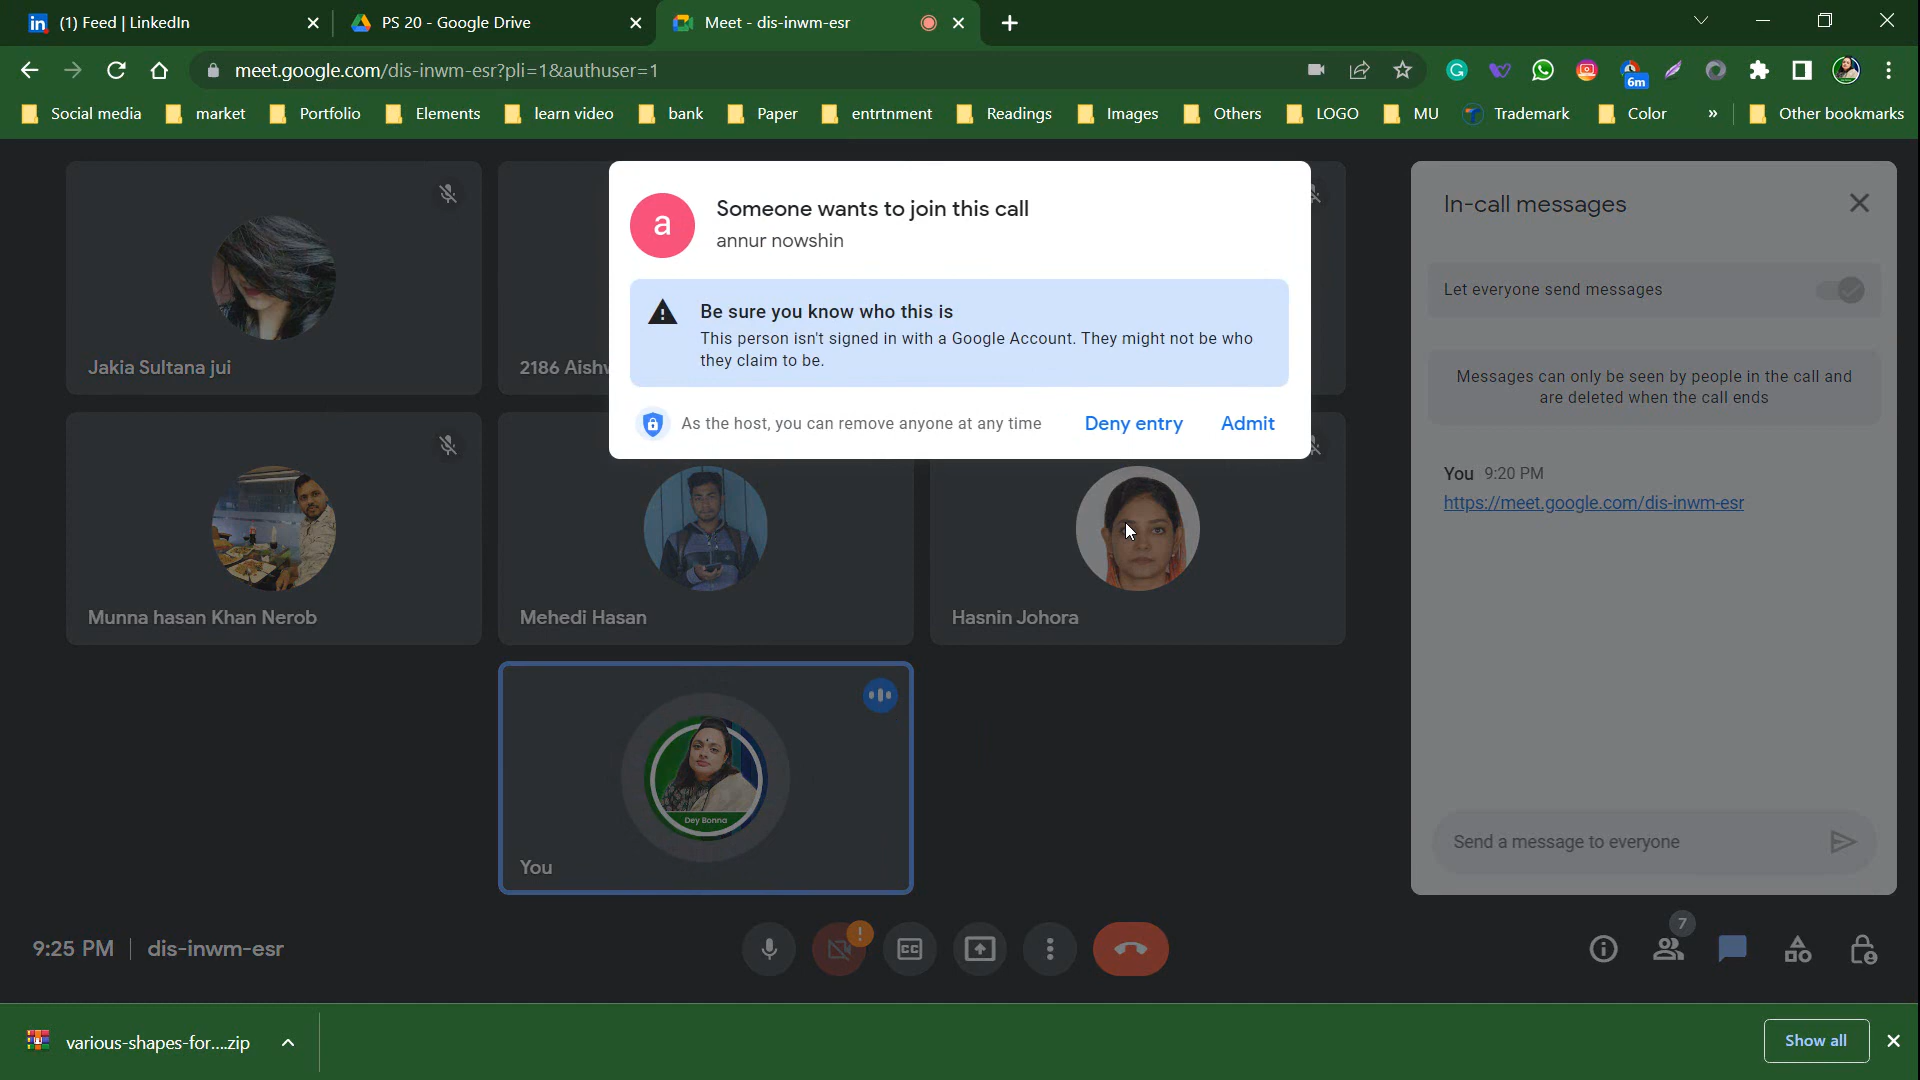 (1) Feed | LinkedIn
PS 20 - Google Drive
Meet - dis-inwm-esr
meet.google.com/dis-inwm-esr?pli=1&authuser=1
6m
Social media
market
Portfolio
Elements
learn video
bank
Paper
entrtnment
Readings
Images
Others
LOGO
MU
Trademark
Color
»
Other bookmarks
Someone wants to join this call
a
annur nowshin
Be sure you know who this is
This person isn't signed in with a Google Account. They might not be who
they claim to be.
As the host, you can remove anyone at any time
Deny entry
Admit
Jakia Sultana jui
2186
Munna hasan Khan Nerob
Mehedi Hasan
Hasnin Johora
Dey Bonna
You
In-call messages
Let everyone send messages
Messages can only be seen by people in the call and
are deleted when the call ends
You 9:20 PM
https://meet.google.com/dis-inwm-esr
Send a message to everyone
9:25 PM | dis-inwm-esr
CC
7
various-shapes-for....zip
Show all